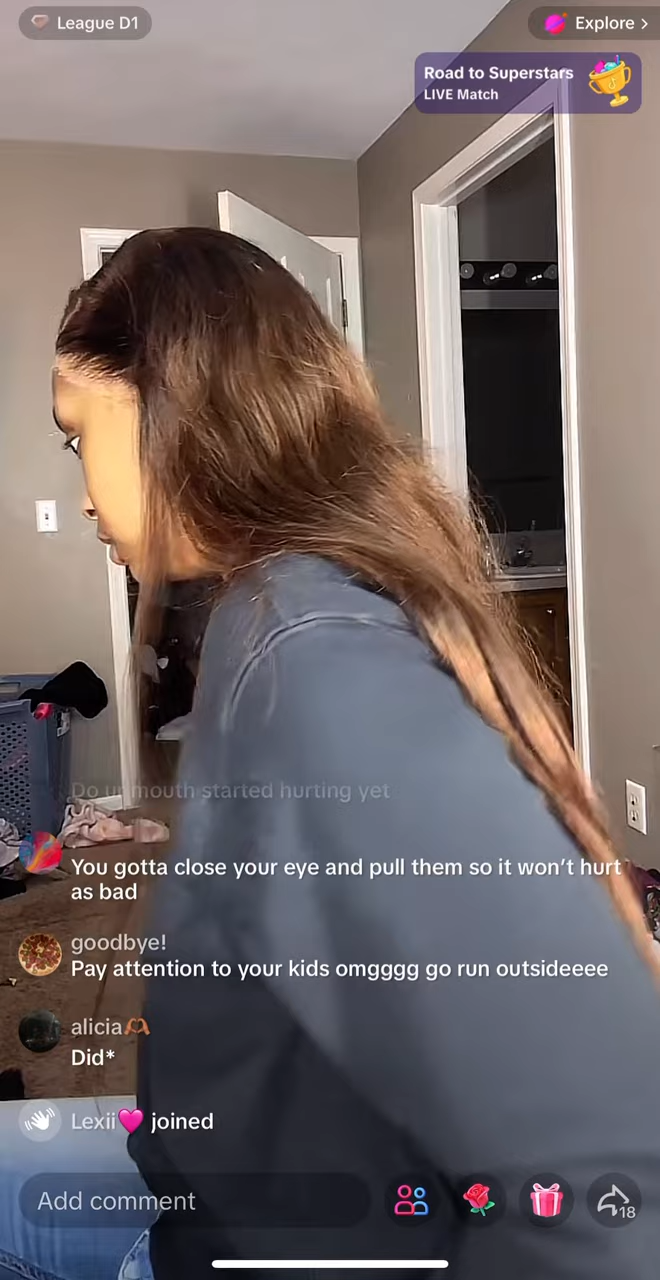 League D1
Explore >
Road to Superstars
LIVE Match
Do ur mouth started hurting yet
You gotta close your eye and pull them so it won't hurt
as bad
goodbye!
Pay attention to your kids omgggg go run outsideeee
alicia🫶🏽
Did*
Lexii💗 joined
Add comment
18